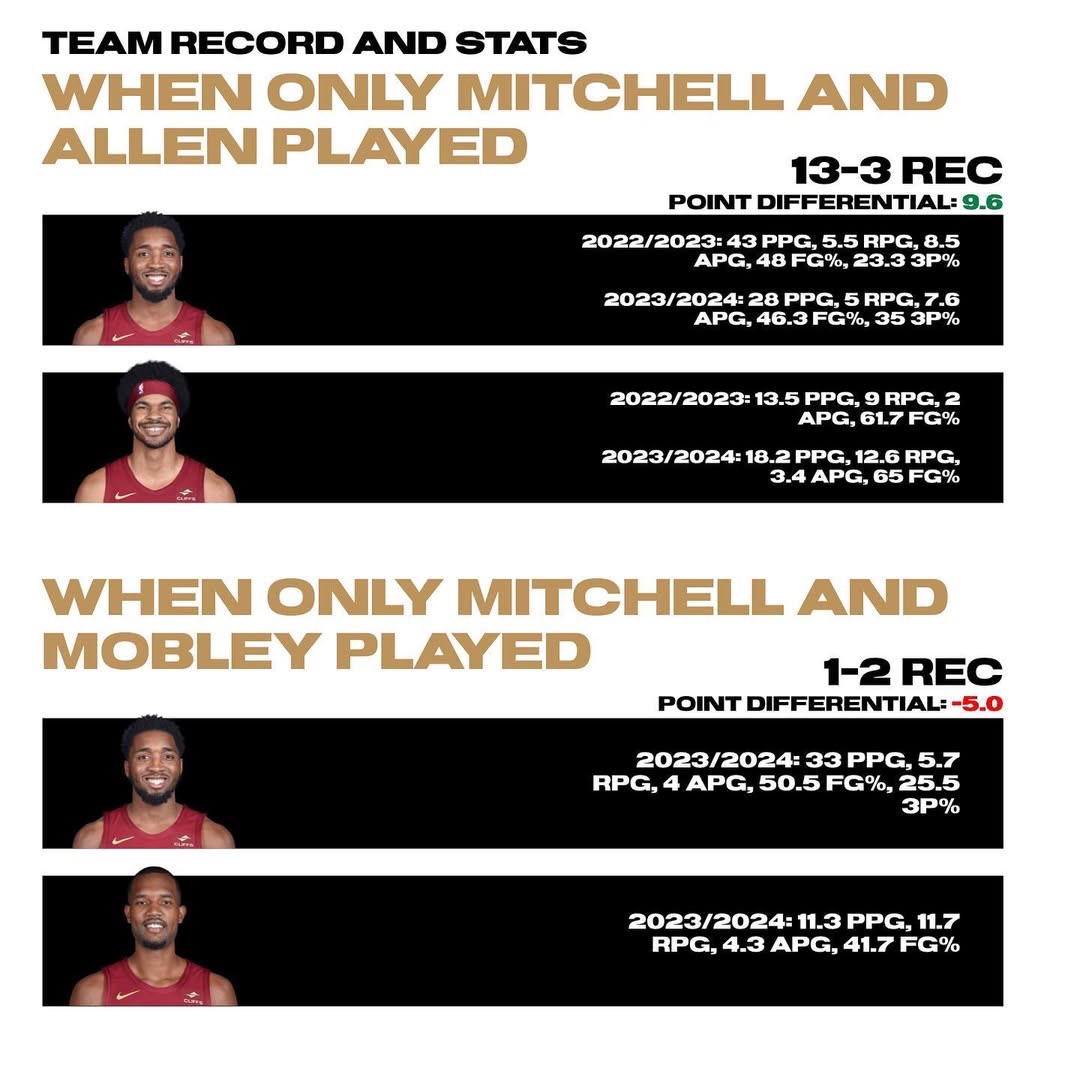 TEAM RECORD AND STATS
WHEN ONLY MITCHELL AND
ALLEN PLAYED
13-3 REC
POINT DIFFERENTIAL: 9.6
2022/2023: 43 PPG, 5.5 RPG, 8.5
APG, 48 FG%, 23.3 3P%
2023/2024: 28 PPG, 5 RPG, 7.6
APG, 46.3 FG%, 35 3P%
CLIFFS
2022/2023: 13.5 PPG, 9 RPG, 2
APG, 61.7 FG%
2023/2024: 18.2 PPG, 12.6 RPG,
3.4 APG, 65 FG%
CLIFFS
WHEN ONLY MITCHELL AND
MOBLEY PLAYED
1-2 REC
POINT DIFFERENTIAL: -5.0
2023/2024: 33 PPG, 5.7
RPG, 4 APG, 50.5 FG%, 25.5
3P%
CLIFFS
2023/2024: 11.3 PPG, 11.7
RPG, 4.3 APG, 41.7 FG%
CLIFFS